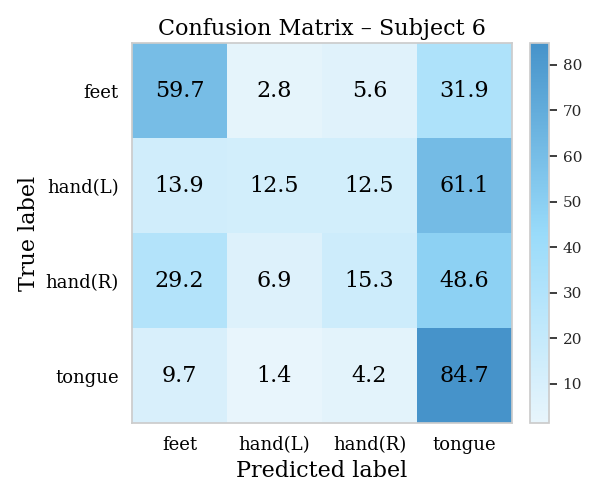 Confusion Matrix – Subject 6
True label
feet 59.7 2.8 5.6 31.9
hand(L) 13.9 12.5 12.5 61.1
hand(R) 29.2 6.9 15.3 48.6
tongue 9.7 1.4 4.2 84.7
feet hand(L) hand(R) tongue
Predicted label
80
70
60
50
40
30
20
10